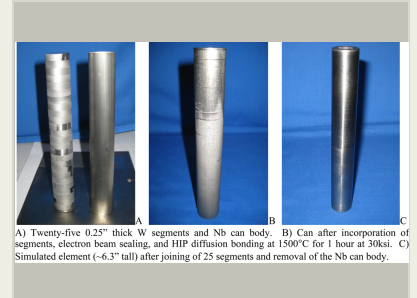 A
B
C
A) Twenty-five 0.25" thick W segments and Nb can body. B) Can after incorporation of
segments, electron beam sealing, and HIP diffusion bonding at 1500°C for 1 hour at 30ksi. C)
Simulated element (~6.3" tall) after joining of 25 segments and removal of the Nb can body.